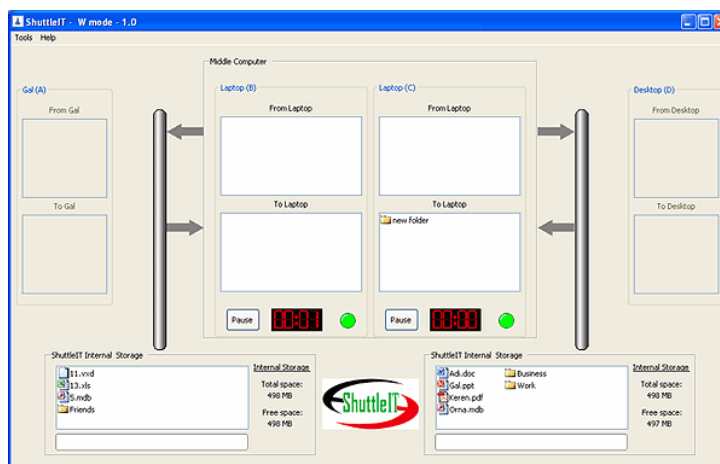 ShuttleIT - W mode - 1.0
Tools Help
Middle Computer
Gal (A)
Laptop (B)
Laptop (C)
Desktop (D)
From Gal
From Laptop
From Laptop
From Desktop
To Gal
To Laptop
To Laptop
To Desktop
new folder
Pause
00:01
Pause
00:00
ShuttleIT Internal Storage
11.vxd
13.xls
5.mdb
Friends
Internal Storage
Total space:
498 MB
Free space:
498 MB
ShuttleIT
ShuttleIT Internal Storage
Adi.doc
Gal.ppt
Keren.pdf
Orna.mdb
Business
Work
Internal Storage
Total space:
498 MB
Free space:
497 MB